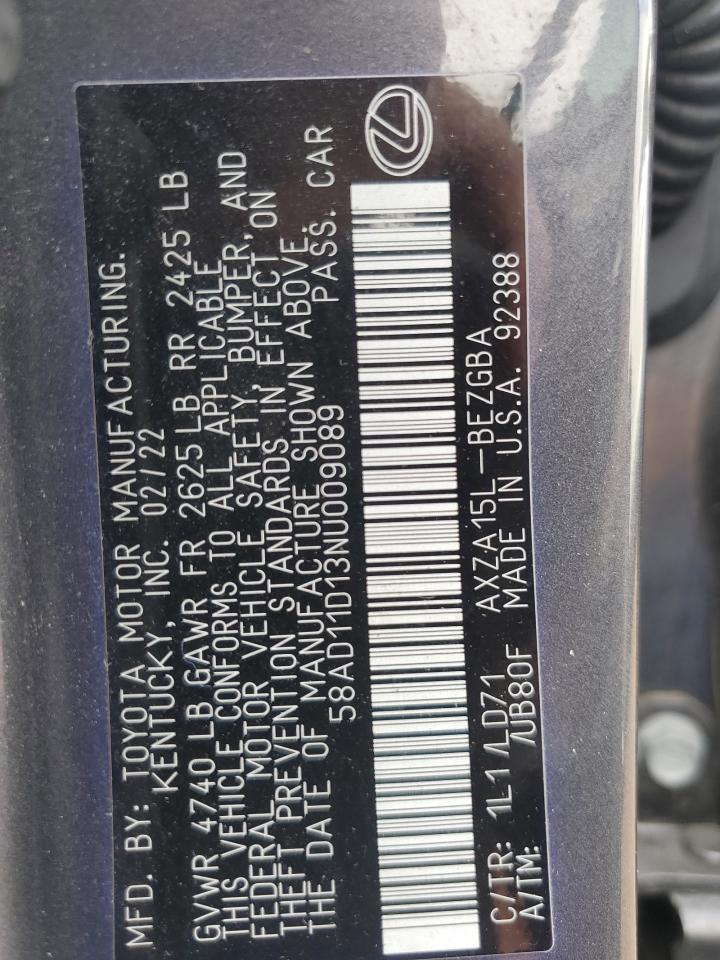 MFD. BY: TOYOTA MOTOR MANUFACTURING.
KENTUCKY, INC. 02/22
GVWR 4740 LB GAWR FR 2625 LB RR 2425 LB
THIS VEHICLE CONFORMS TO ALL APPLICABLE
FEDERAL MOTOR VEHICLE SAFETY, BUMPER, AND
THEFT PREVENTION STANDARDS IN EFFECT ON
THE DATE OF MANUFACTURE SHOWN ABOVE.
58AD11D13NU009089 PASS. CAR
C/TR: 1L1/LD71 AXZA15L-BEZGBA
A/TM: /UB80F MADE IN U.S.A. 92388